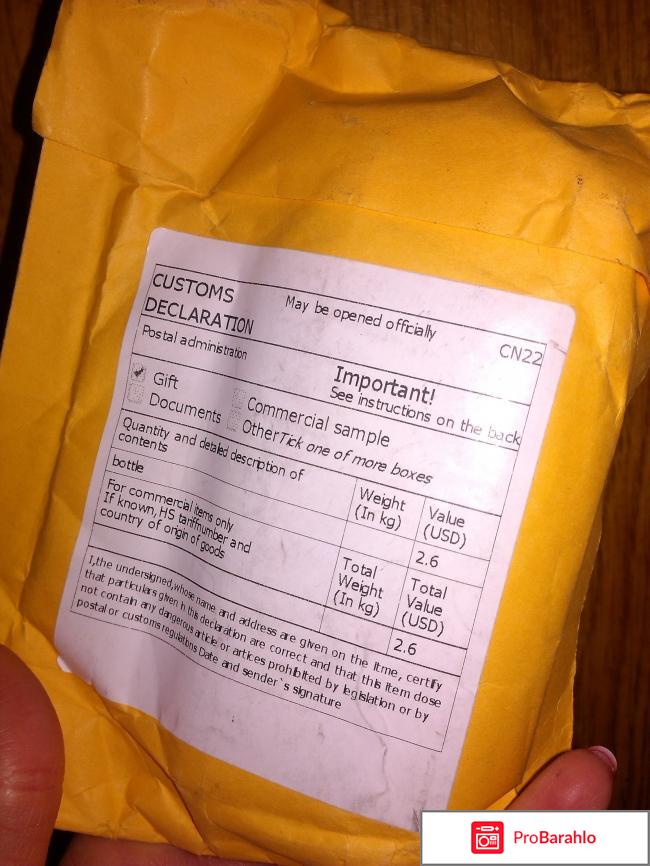 CUSTOMS
DECLARATION
May be opened officially
CN22
Postal administration
Important!
See instructions on the back
Gift
Commercial sample
Documents
Other Tick one of more boxes
Quantity and detailed description of
contents
Weight
(In kg)
Value
(USD)
bottle
2.6
For commercial items only
If known, HS tariffnumber and
country of origin of goods
Total
Weight
(In kg)
Total
Value
(USD)
2.6
I,the undersigned,whose name and address are given on the itme, certify
that particulars given in this declaration are correct and that this item dose
not contain any dangerous article or artices prohibited by legislation or by
postal or customs regulations Date and sender`s signature
ProBarahlo